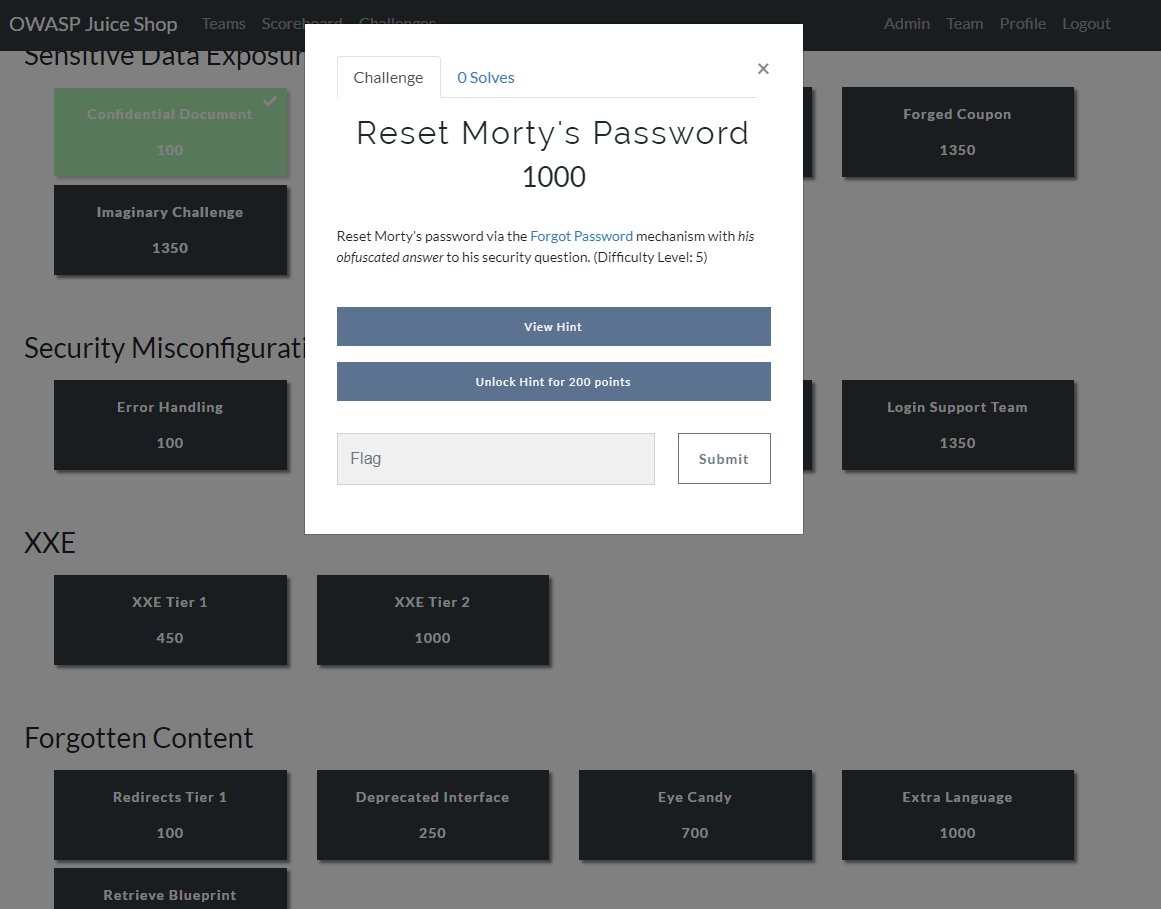 OWASP Juice Shop Teams Scoreboard Challenges Admin Team Profile Logout
Sensitive Data Exposur
Challenge 0 Solves ×
Reset Morty's Password
1000
Reset Morty's password via the Forgot Password mechanism with his
obfuscated answer to his security question. (Difficulty Level: 5)
View Hint
Unlock Hint for 200 points
Flag Submit
Confidential Document
100
Forged Coupon
1350
Imaginary Challenge
1350
Security Misconfigurati
Error Handling
100
Login Support Team
1350
XXE
XXE Tier 1
450
XXE Tier 2
1000
Forgotten Content
Redirects Tier 1
100
Deprecated Interface
250
Eye Candy
700
Extra Language
1000
Retrieve Blueprint